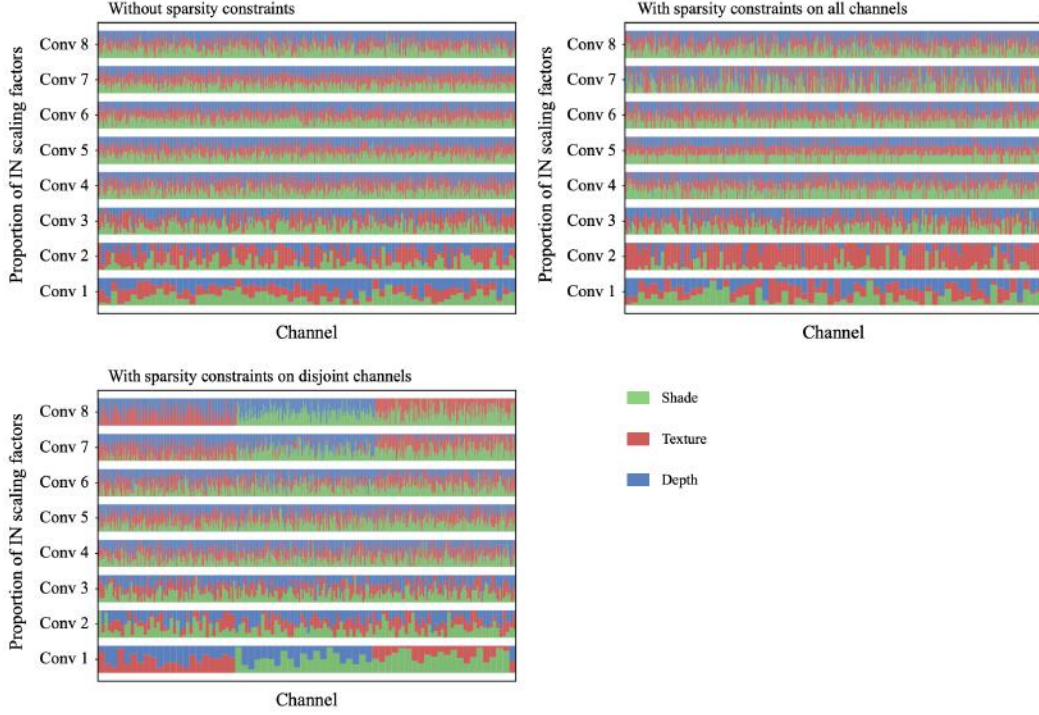 Without sparsity constraints
Proportion of IN scaling factors
Conv 8
Conv 7
Conv 6
Conv 5
Conv 4
Conv 3
Conv 2
Conv 1
Channel
With sparsity constraints on all channels
Proportion of IN scaling factors
Conv 8
Conv 7
Conv 6
Conv 5
Conv 4
Conv 3
Conv 2
Conv 1
Channel
With sparsity constraints on disjoint channels
Proportion of IN scaling factors
Conv 8
Conv 7
Conv 6
Conv 5
Conv 4
Conv 3
Conv 2
Conv 1
Channel
Shade
Texture
Depth